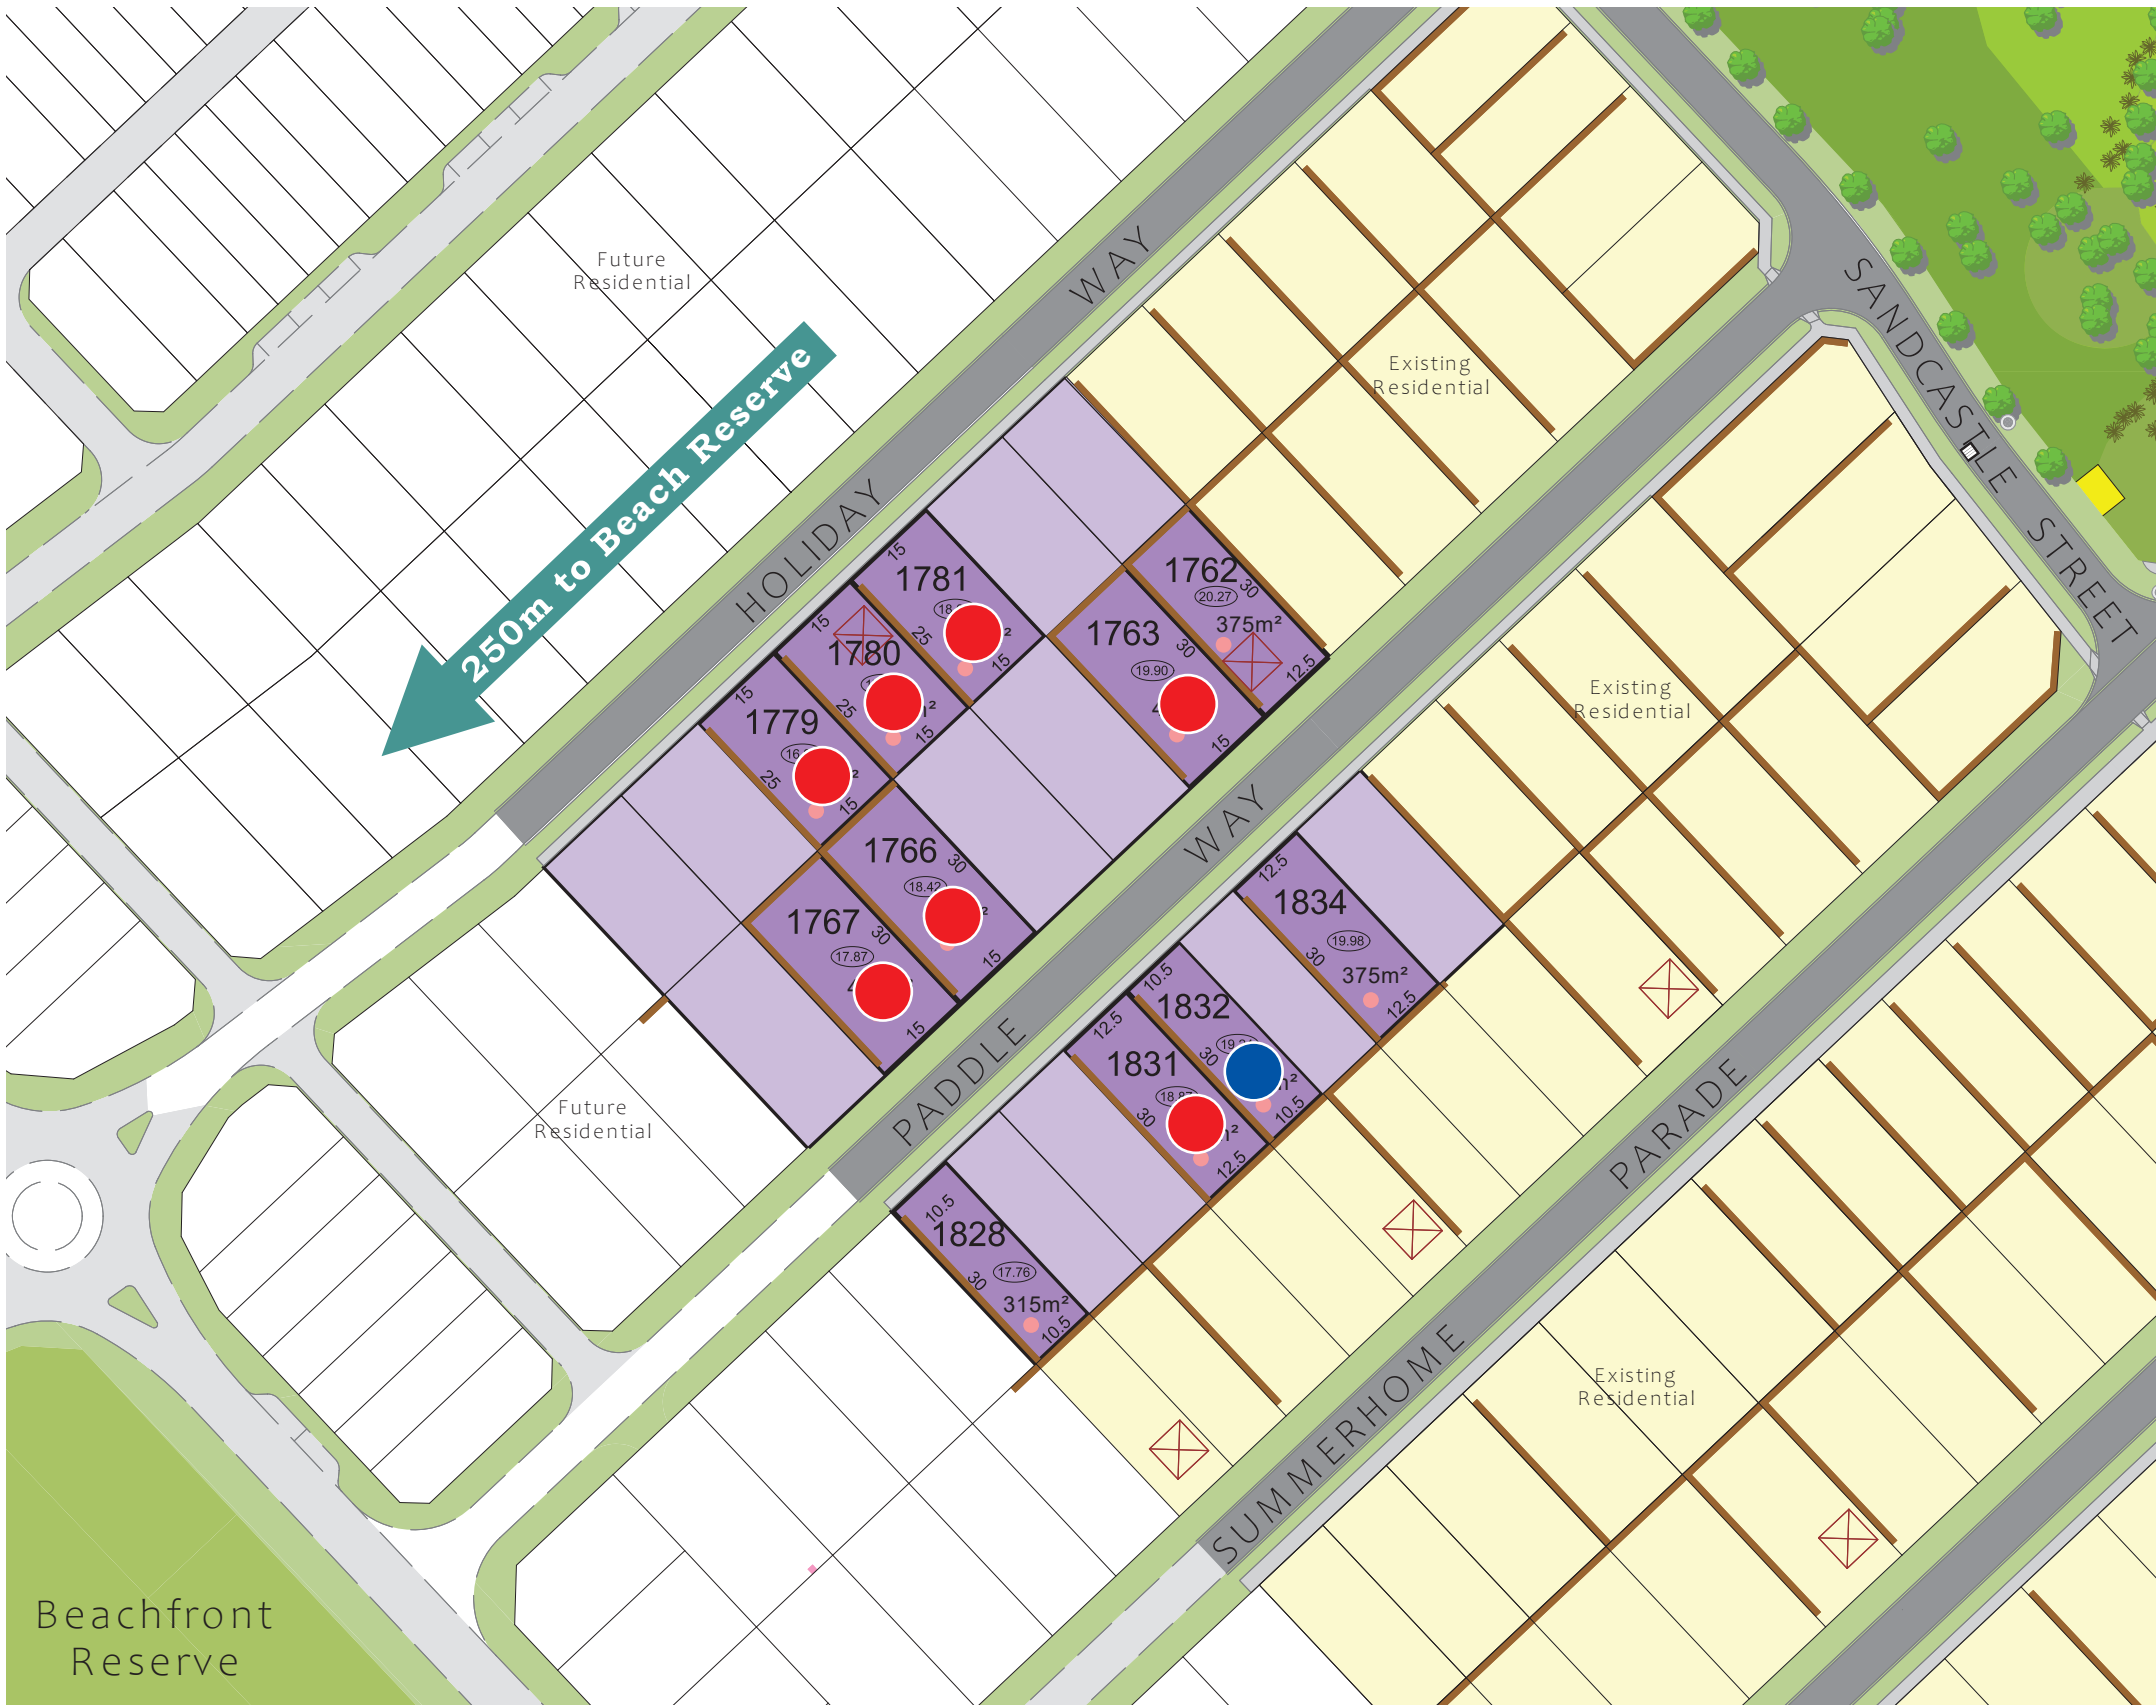 Future
Residential
WAY
SANDCASTLE STREET
250m to Beach Reserve
Existing
Residential
HOLIDAY
15
1781
25
15
1762
20.27
30
375m²
12.5
1763
19.90
30
15
15
1780
25
15
15
1779
25
15
Existing
Residential
1766
30
18.42
15
1767
30
17.87
15
WAY
12.5
1834
19.98
30
375m²
12.5
10.5
1832
30
10.5
12.5
1831
30
12.5
PADDLE
Future
Residential
PARADE
10.5
1828
30
17.76
315m²
10.5
SUMMERHOME
Existing
Residential
Beachfront
Reserve